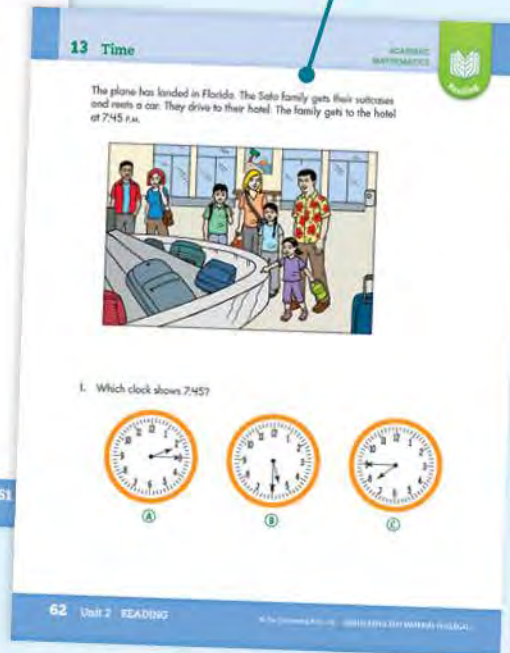 13 Time
ACADEMIC
MATHEMATICS
Reading
The plane has landed in Florida. The Sato family gets their suitcases
and rents a car. They drive to their hotel. The family gets to the hotel
at 7:45 P.M.
1. Which clock shows 7:45?
A
B
C
51
62 Unit 2 READING